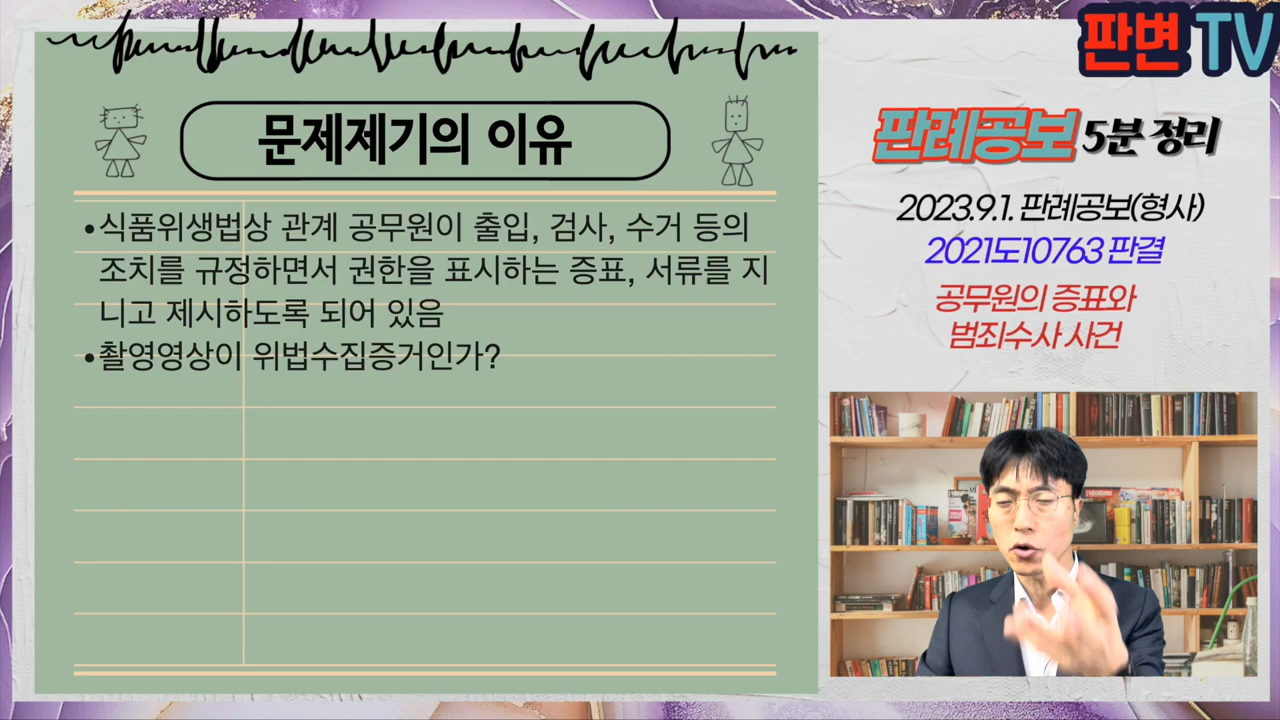 판변 TV
문제제기의 이유
•식품위생법상 관계 공무원이 출입, 검사, 수거 등의
조치를 규정하면서 권한을 표시하는 증표, 서류를 지
니고 제시하도록 되어 있음
•촬영영상이 위법수집증거인가?
판례공보 5분 정리
2023.9.1. 판례공보(형사)
2021도10763 판결
공무원의 증표와
범죄수사 사건